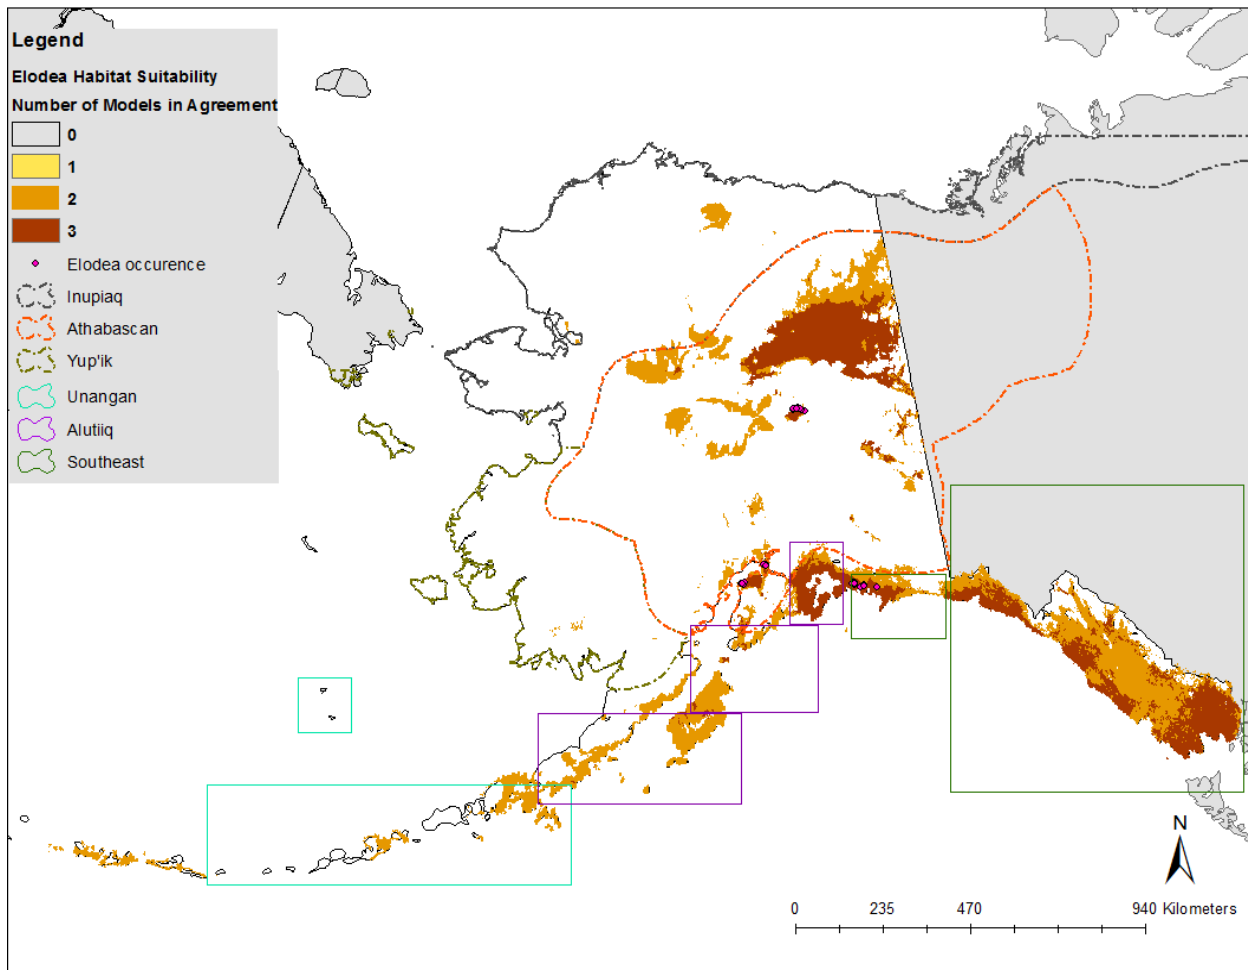 Legend
Elodea Habitat Suitability
Number of Models in Agreement
0
1
2
3
Elodea occurence
Inupiaq
Athabascan
Yup'ik
Unangan
Alutiiq
Southeast
N
0 235 470 940 Kilometers